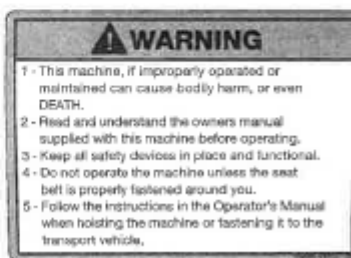 WARNING
1 - This machine, if improperly operated or
maintained can cause bodily harm, or even
DEATH.
2 - Read and understand the owners manual
supplied with this machine before operating.
3 - Keep all safety devices in place and functional.
4 - Do not operate the machine unless the seat
belt is properly fastened around you.
5 - Follow the instructions in the Operator's Manual
when hoisting the machine or fastening it to the
transport vehicle.